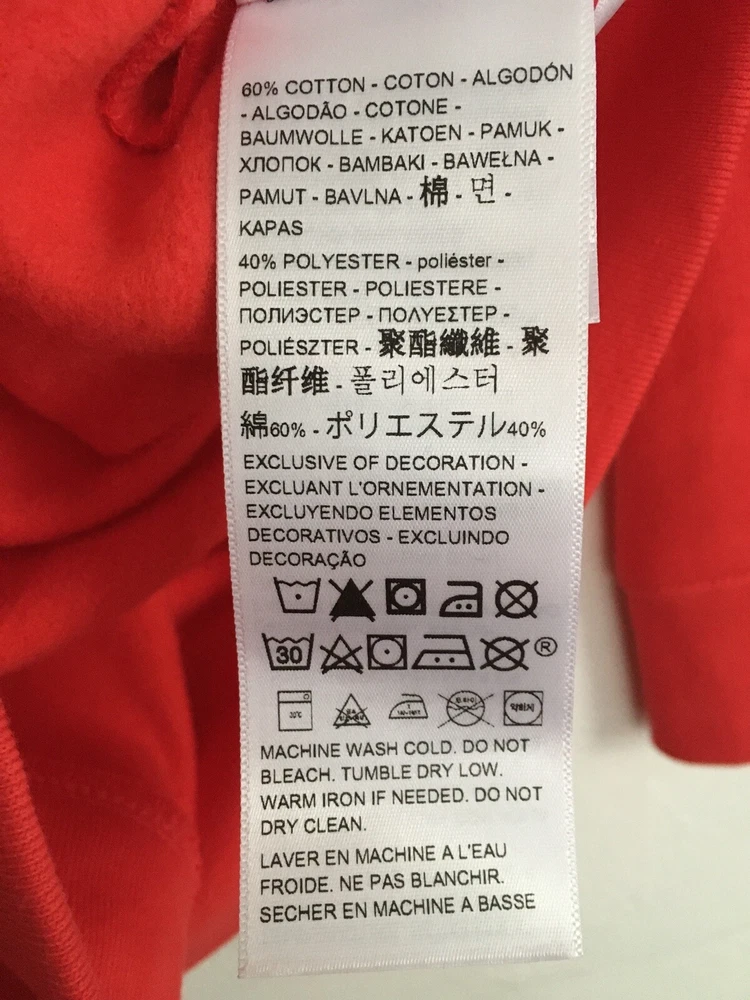 60% COTTON - COTON - ALGODÓN
- ALGODÃO - COTONE -
BAUMWOLLE - KATOEN - PAMUK -
ХЛОПОК - BAMBAKI - BAWEŁNA -
PAMUT - BAVLNA - 棉 - 면 -
KAPAS
40% POLYESTER - poliéster -
POLIESTER - POLIESTERE -
ПОЛИЭСТЕР - ΠΟΛΥΕΣΤΕΡ -
POLIÉSZTER - 聚酯纖維 - 聚
酯纤维 - 폴리에스터
綿60% - ポリエステル40%
EXCLUSIVE OF DECORATION -
EXCLUANT L'ORNEMENTATION -
EXCLUYENDO ELEMENTOS
DECORATIVOS - EXCLUINDO
DECORAÇÃO
30 ®
MACHINE WASH COLD. DO NOT
BLEACH. TUMBLE DRY LOW.
WARM IRON IF NEEDED. DO NOT
DRY CLEAN.
LAVER EN MACHINE A L'EAU
FROIDE. NE PAS BLANCHIR.
SECHER EN MACHINE A BASSE